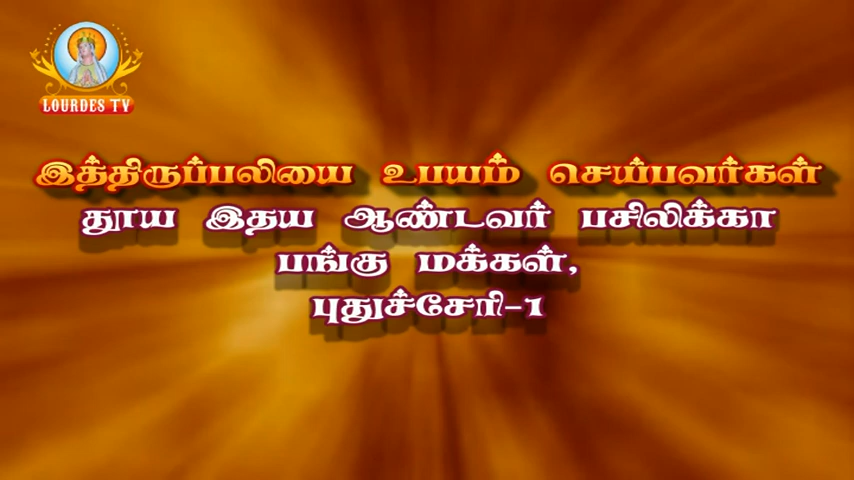 LOURDES TV
இத்திருப்பலியை உபயம் செய்பவர்கள்
தூய இதய ஆண்டவர் பசிலிக்கா
பங்கு மக்கள்,
புதுச்சேரி-1